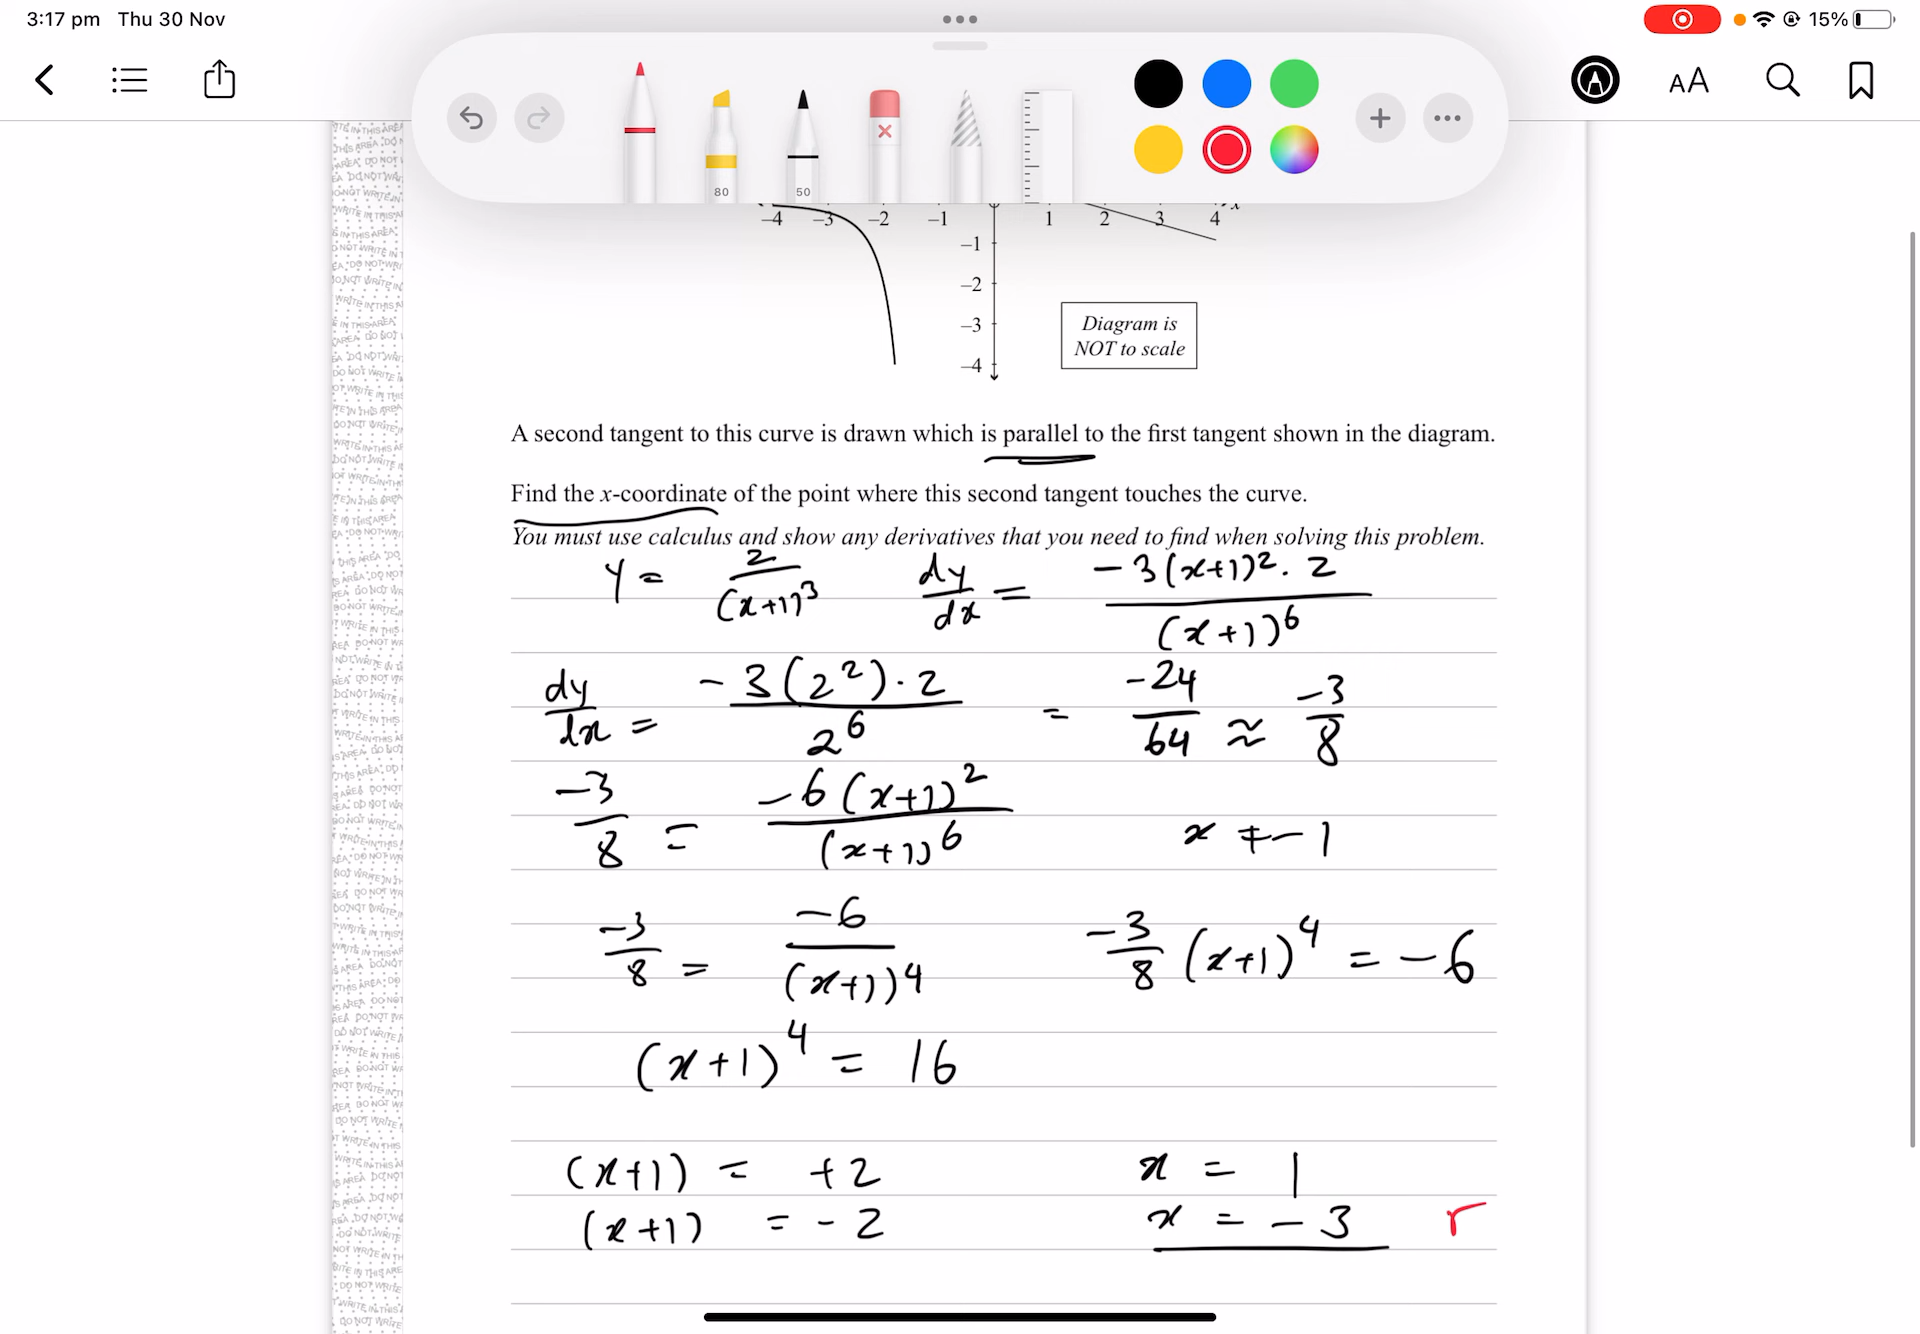 3:17 pm Thu 30 Nov
15%
AA
80 50
-4 -3 -2 -1 1 2 3 4 x
-1
-2
-3
-4
Diagram is
NOT to scale
A second tangent to this curve is drawn which is parallel to the first tangent shown in the diagram.
Find the x-coordinate of the point where this second tangent touches the curve.
You must use calculus and show any derivatives that you need to find when solving this problem.
y = 2/(x+1)³ dy/dx = -3(x+1)².2/(x+1)⁶
dy/dx = -3(2²).2/2⁶ = -24/64 ≈ -3/8
-3/8 = -6(x+1)²/(x+1)⁶ x ≠ -1
-3/8 = -6/(x+1)⁴ -3/8 (x+1)⁴ = -6
(x+1)⁴ = 16
(x+1) = +2 x = 1
(x+1) = -2 x = -3 r